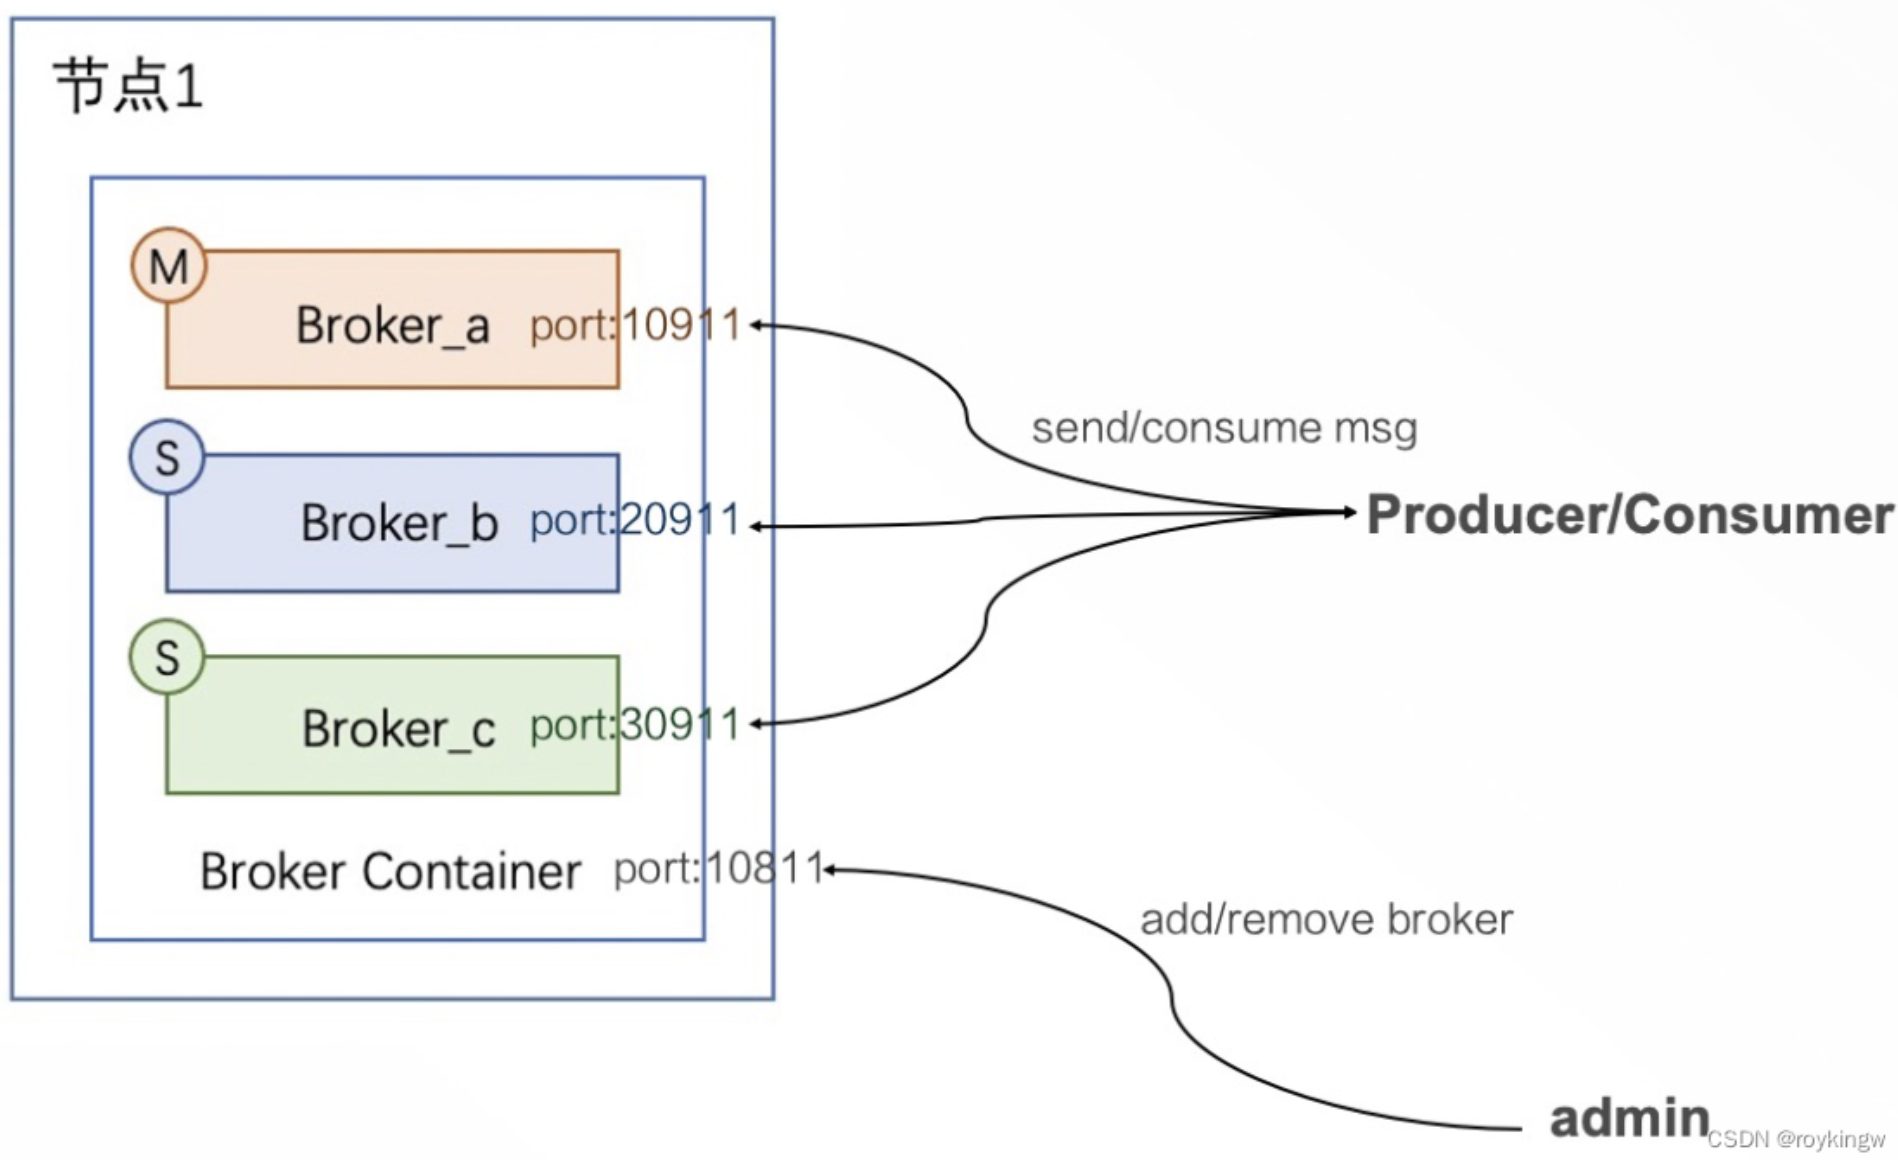 节点1
M
Broker_a port:10911
send/consume msg
S
Broker_b port:20911
Producer/Consumer
S
Broker_c port:30911
Broker Container port:10811
add/remove broker
admin
CSDN @roykingw